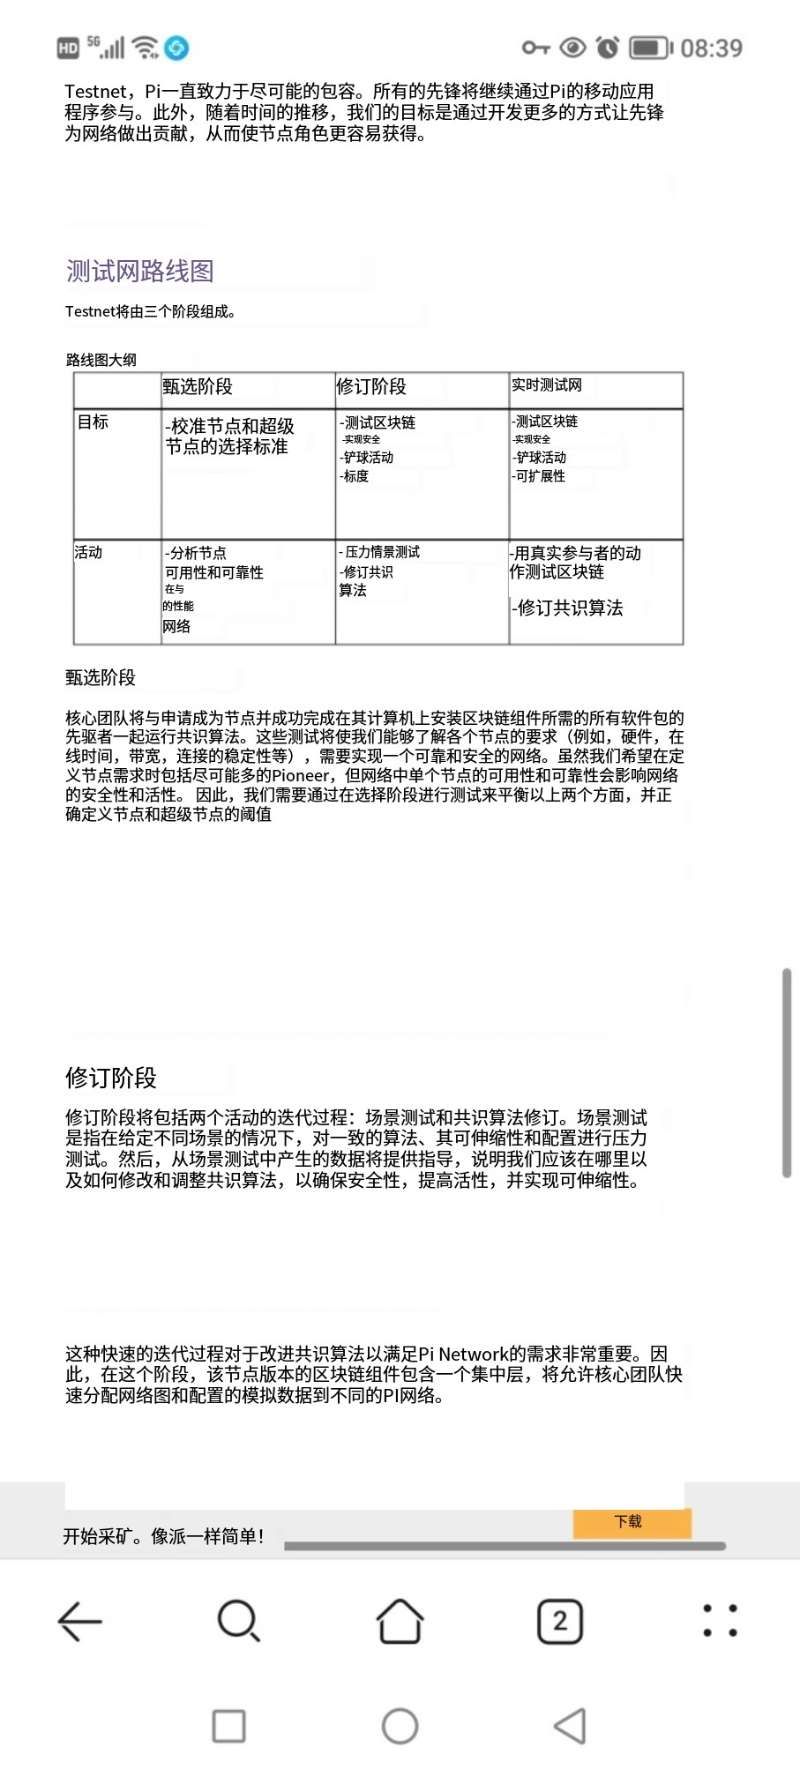 HD 5G 08:39
Testnet，Pi一直致力于尽可能的包容。所有的先锋将继续通过Pi的移动应用
程序参与。此外，随着时间的推移，我们的目标是通过开发更多的方式让先锋
为网络做出贡献，从而使节点角色更容易获得。
测试网路线图
Testnet将由三个阶段组成。
路线图大纲
甄选阶段
修订阶段
实时测试网
目标
-校准节点和超级
节点的选择标准
-测试区块链
-实现安全
-铲球活动
-标度
-测试区块链
-实现安全
-铲球活动
-可扩展性
活动
-分析节点
可用性和可靠性
在与
的性能
网络
-压力情景测试
-修订共识
算法
-用真实参与者的动
作测试区块链
-修订共识算法
甄选阶段
核心团队将与申请成为节点并成功完成在其计算机上安装区块链组件所需的所有软件包的
先驱者一起运行共识算法。这些测试将使我们能够了解各个节点的要求（例如，硬件，在
线时间，带宽，连接的稳定性等），需要实现一个可靠和安全的网络。虽然我们希望在定
义节点需求时包括尽可能多的Pioneer，但网络中单个节点的可用性和可靠性会影响网络
的安全性和活性。 因此，我们需要通过在选择阶段进行测试来平衡以上两个方面，并正
确定义节点和超级节点的阈值
修订阶段
修订阶段将包括两个活动的迭代过程：场景测试和共识算法修订。场景测试
是指在给定不同场景的情况下，对一致的算法、其可伸缩性和配置进行压力
测试。然后，从场景测试中产生的数据将提供指导，说明我们应该在哪里以
及如何修改和调整共识算法，以确保安全性，提高活性，并实现可伸缩性。
这种快速的迭代过程对于改进共识算法以满足Pi Network的需求非常重要。因
此，在这个阶段，该节点版本的区块链组件包含一个集中层，将允许核心团队快
速分配网络图和配置的模拟数据到不同的PI网络。
下载
开始采矿。像派一样简单！
2